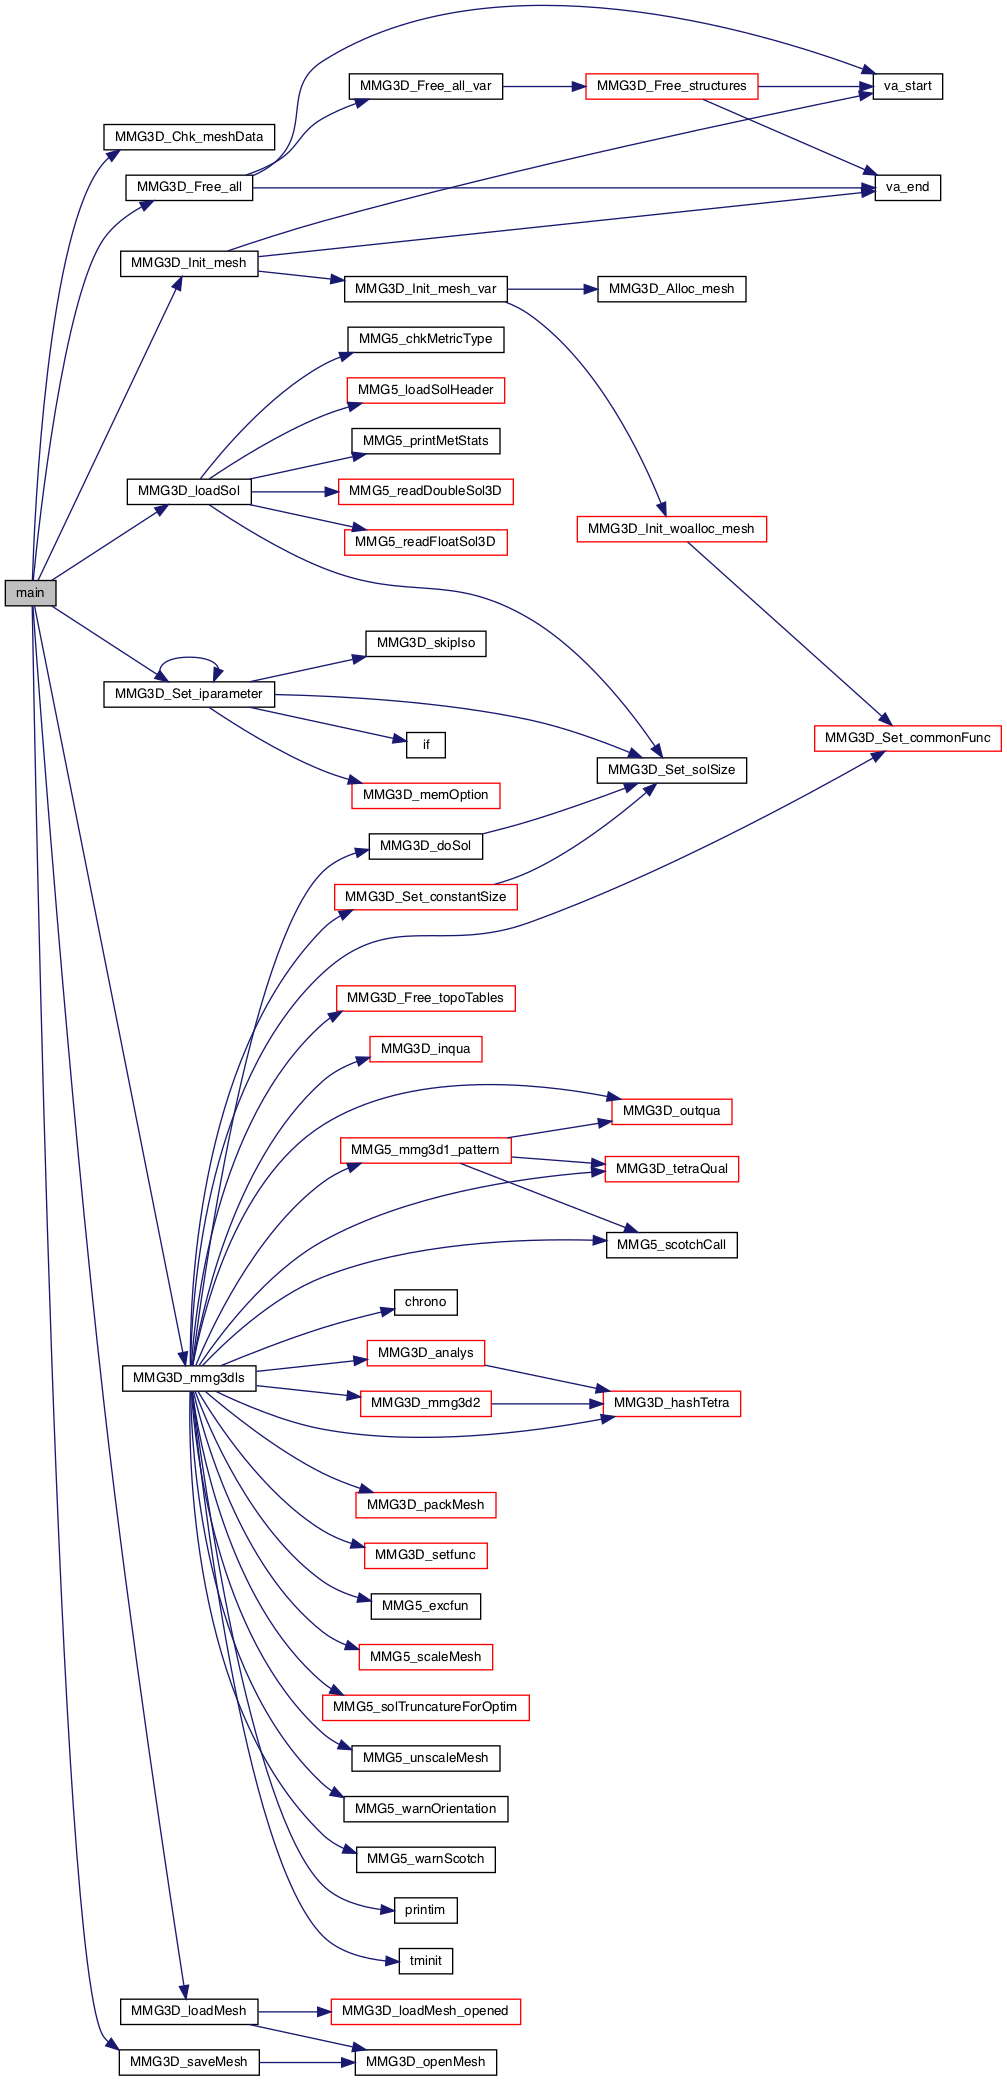 MMG3D_Free_all_var
MMG3D_Free_structures
va_start
MMG3D_Chk_meshData
MMG3D_Free_all
va_end
MMG3D_Init_mesh
MMG3D_Init_mesh_var
MMG3D_Alloc_mesh
MMG5_chkMetricType
MMG5_loadSolHeader
MMG5_printMetStats
MMG3D_loadSol
MMG5_readDoubleSol3D
MMG3D_Init_woalloc_mesh
MMG5_readFloatSol3D
main
MMG3D_skipIso
MMG3D_Set_iparameter
if
MMG3D_Set_commonFunc
MMG3D_Set_solSize
MMG3D_memOption
MMG3D_doSol
MMG3D_Set_constantSize
MMG3D_Free_topoTables
MMG3D_inqua
MMG3D_outqua
MMG5_mmg3d1_pattern
MMG3D_tetraQual
MMG5_scotchCall
chrono
MMG3D_analys
MMG3D_mmg3dls
MMG3D_mmg3d2
MMG3D_hashTetra
MMG3D_packMesh
MMG3D_setfunc
MMG5_excfun
MMG5_scaleMesh
MMG5_solTruncatureForOptim
MMG5_unscaleMesh
MMG5_warnOrientation
MMG5_warnScotch
printim
tminit
MMG3D_loadMesh
MMG3D_loadMesh_opened
MMG3D_saveMesh
MMG3D_openMesh